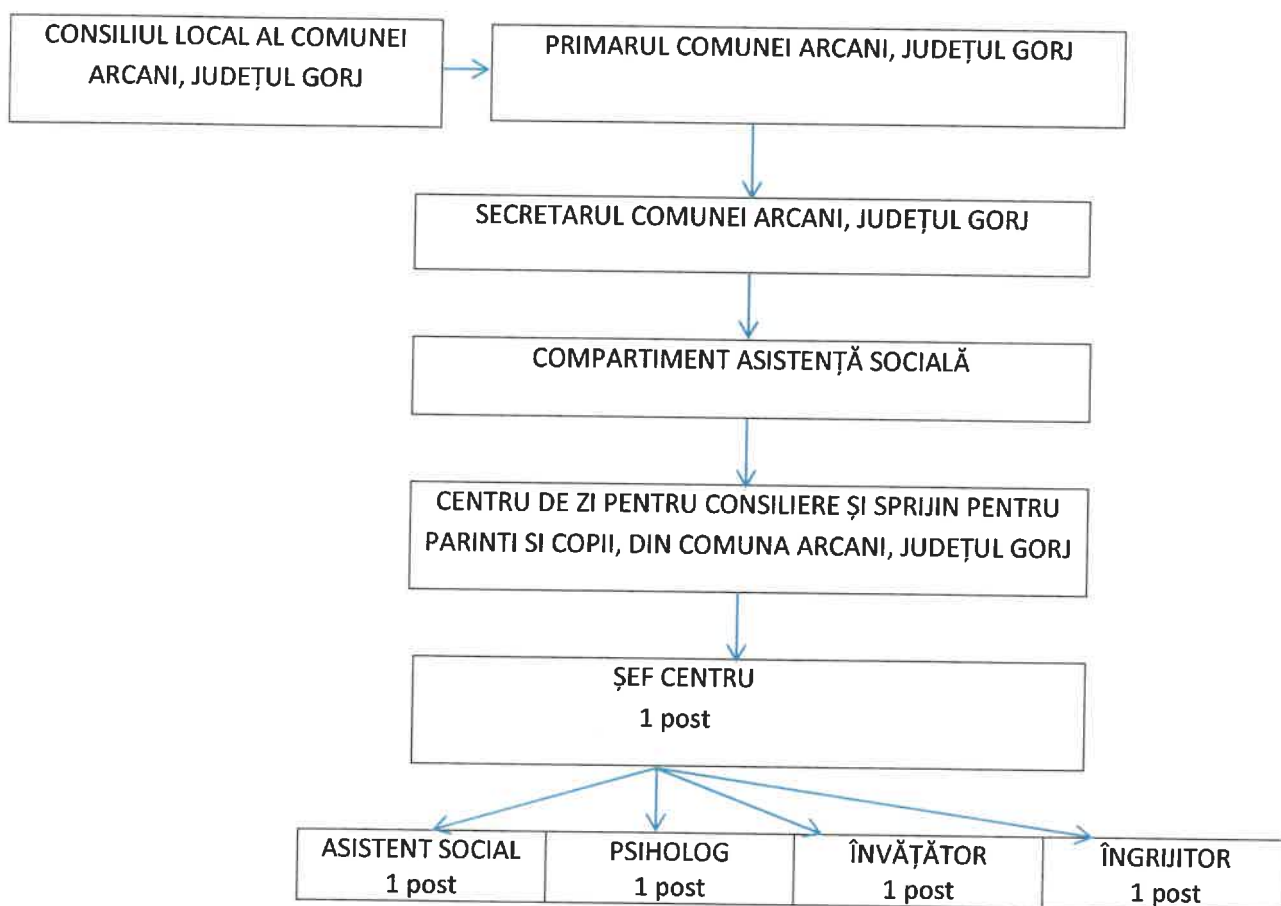 CONSILIUL LOCAL AL COMUNEI
ARCANI, JUDEȚUL GORJ
PRIMARUL COMUNEI ARCANI, JUDEȚUL GORJ
SECRETARUL COMUNEI ARCANI, JUDEȚUL GORJ
COMPARTIMENT ASISTENȚĂ SOCIALĂ
CENTRU DE ZI PENTRU CONSILIERE ȘI SPRIJIN PENTRU
PARINTI SI COPII, DIN COMUNA ARCANI, JUDEȚUL GORJ
ȘEF CENTRU
1 post
ASISTENT SOCIAL
1 post
PSIHOLOG
1 post
ÎNVĂȚĂTOR
1 post
ÎNGRIJITOR
1 post